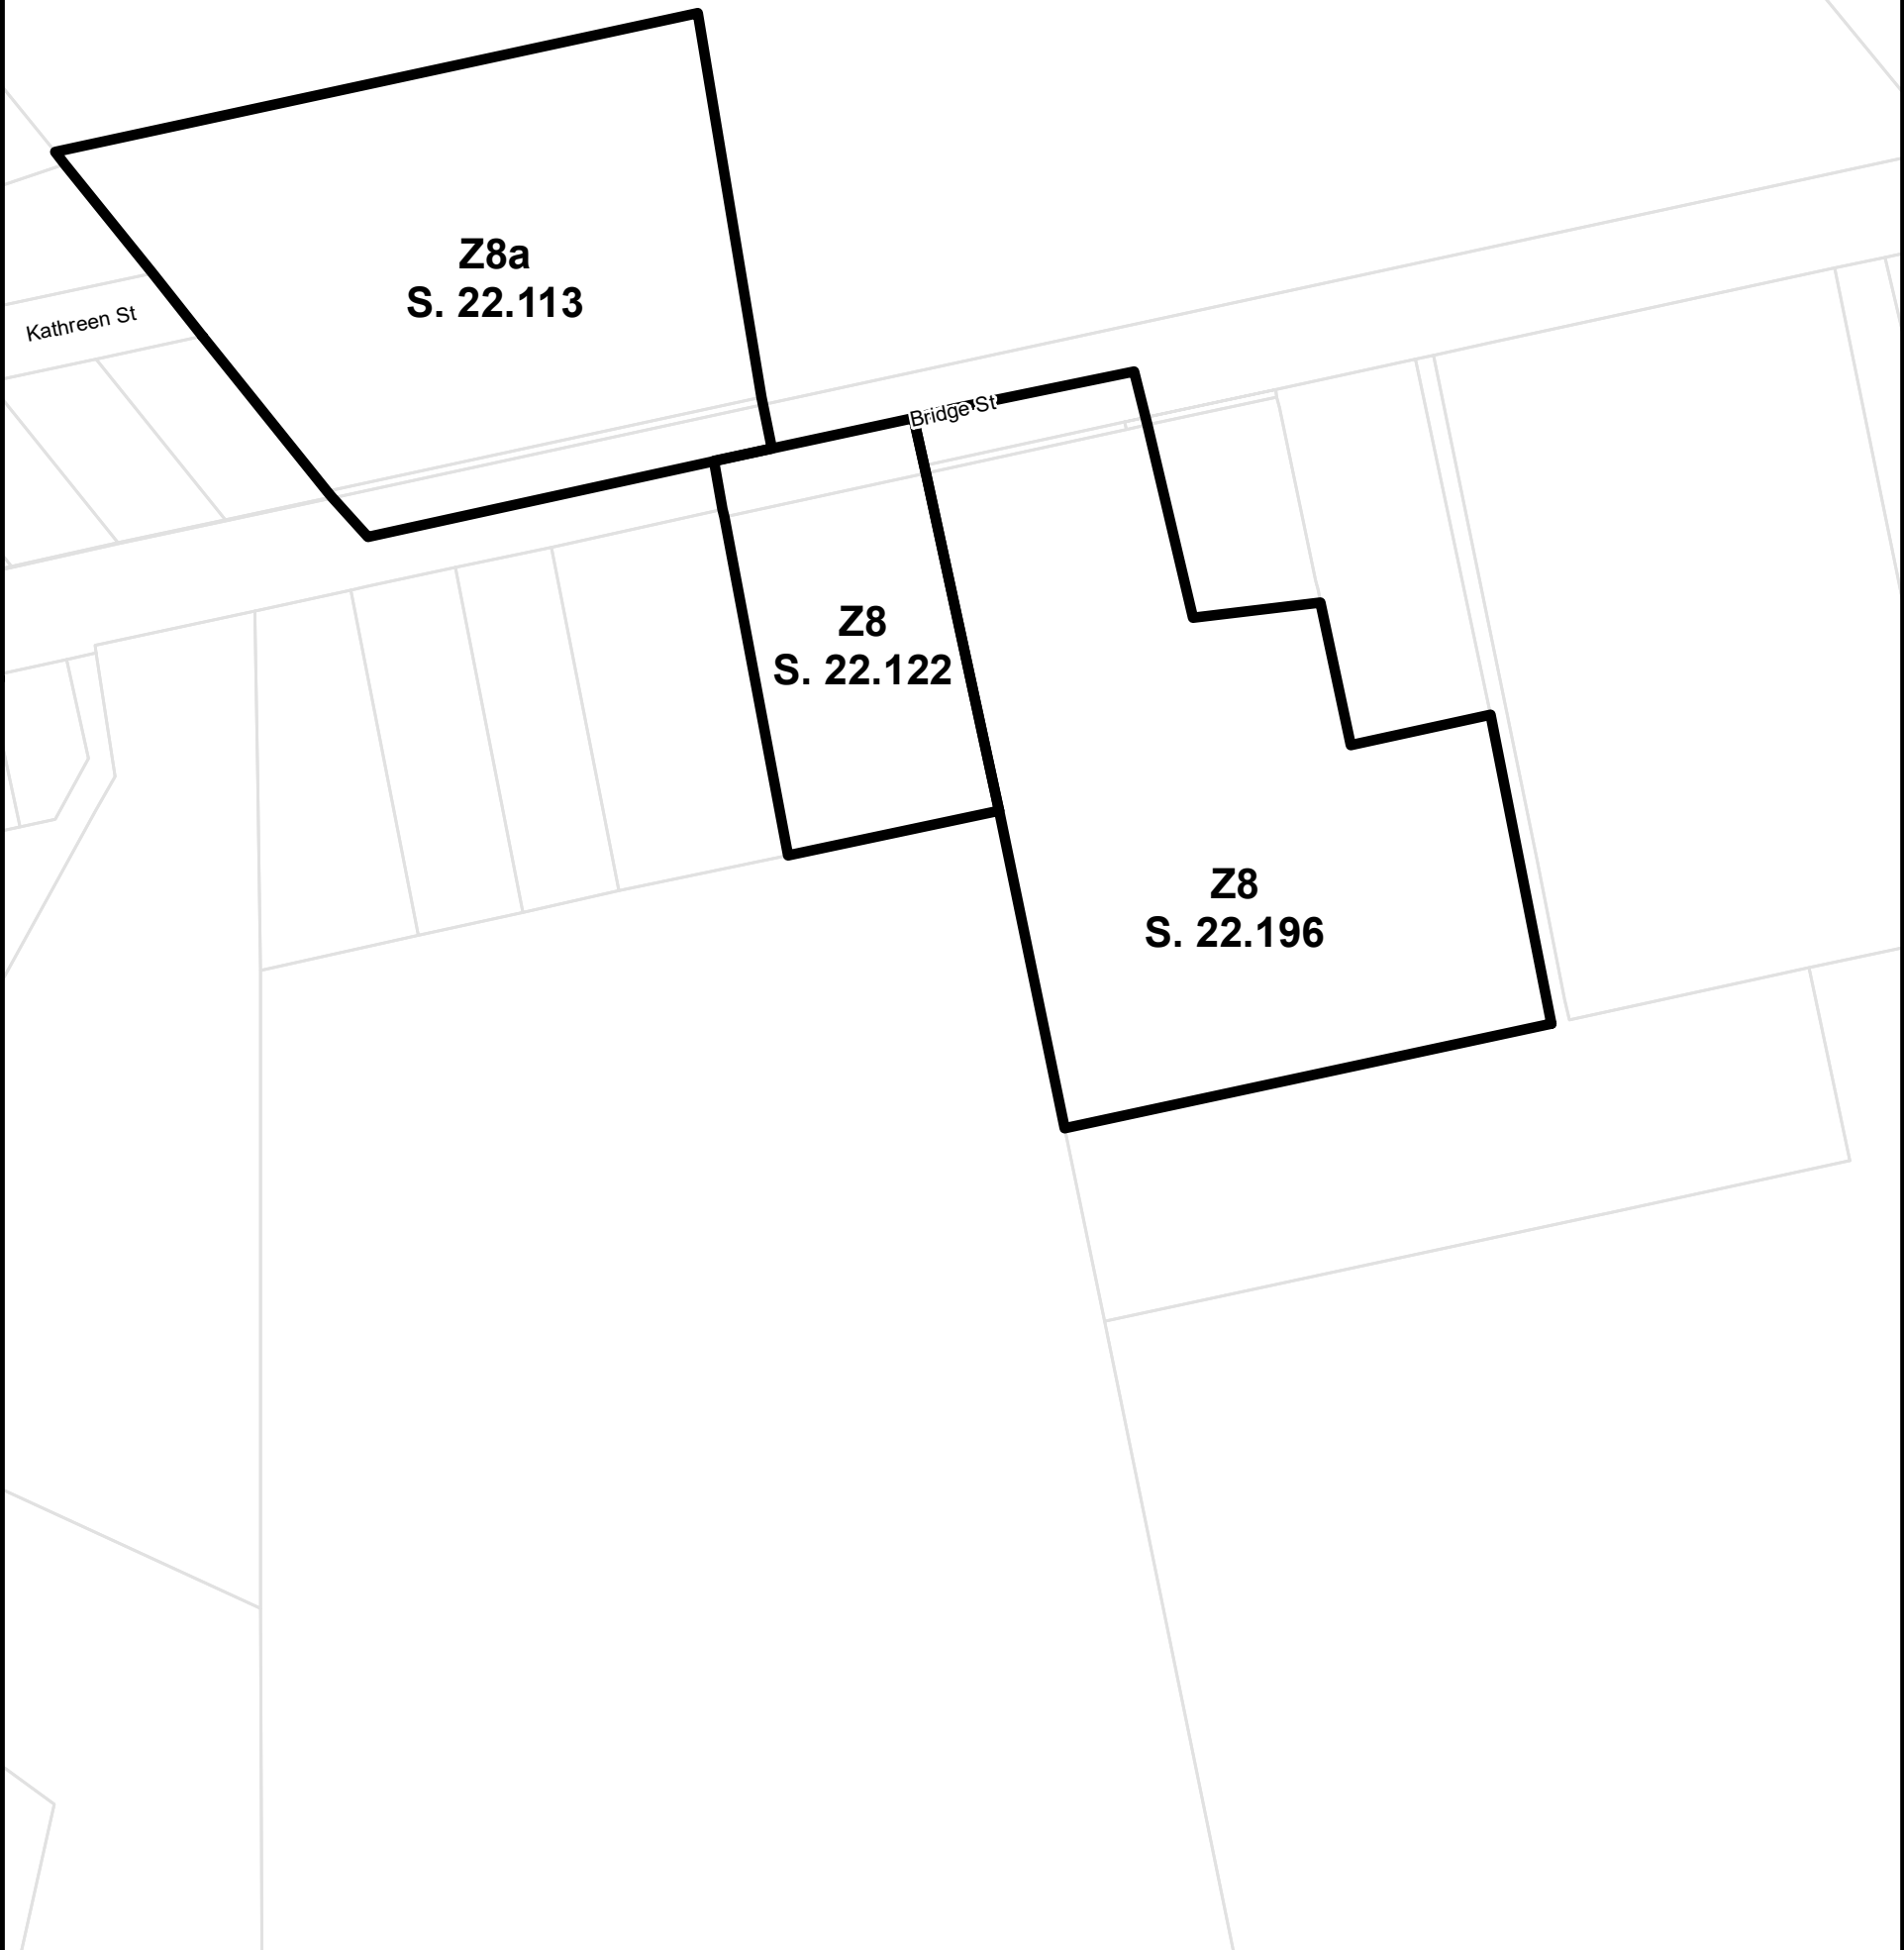 Z8a
S. 22.113
Kathreen St
Bridge St
Z8
S. 22.122
Z8
S. 22.196